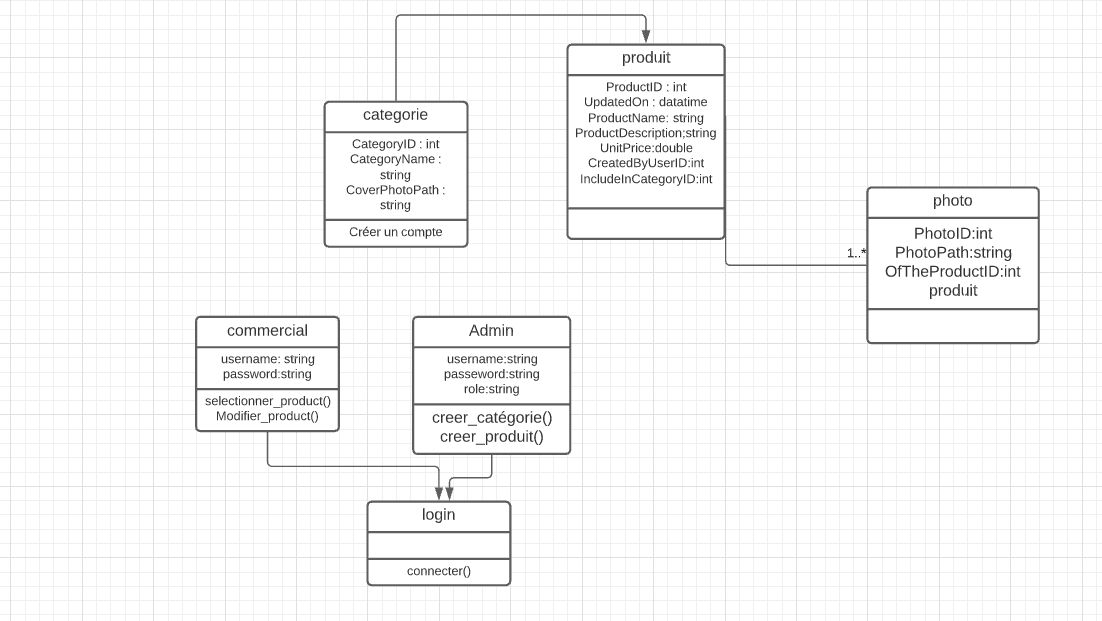 produit
ProductID : int
UpdatedOn : datatime
ProductName: string
ProductDescription;string
UnitPrice:double
CreatedByUserID:int
IncludeInCategoryID:int
categorie
CategoryID : int
CategoryName :
string
CoverPhotoPath :
string
Créer un compte
photo
PhotoID:int
PhotoPath:string
OfTheProductID:int
produit
1..*
commercial
username: string
password:string
selectionner_product()
Modifier_product()
Admin
username:string
passeword:string
role:string
creer_catégorie()
creer_produit()
login
connecter()